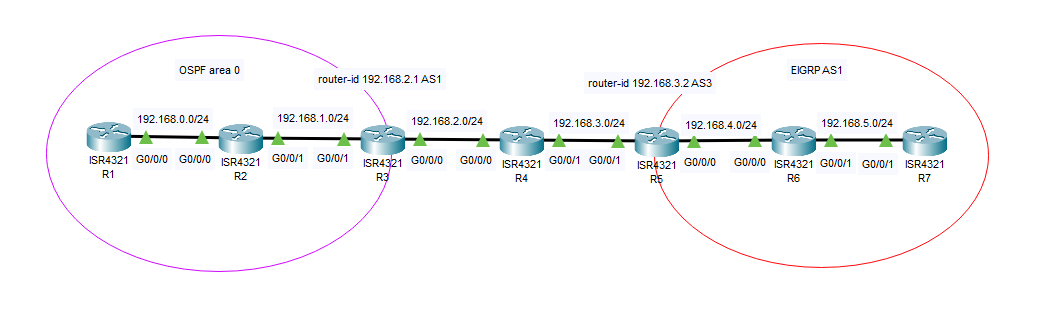 OSPF area 0
router-id 192.168.2.1 AS1
router-id 192.168.3.2 AS3
EIGRP AS1
192.168.0.0/24
192.168.1.0/24
192.168.2.0/24
192.168.3.0/24
192.168.4.0/24
192.168.5.0/24
ISR4321
R1
G0/0/0
G0/0/0
ISR4321
R2
G0/0/1
G0/0/1
ISR4321
R3
G0/0/0
G0/0/0
ISR4321
R4
G0/0/1
G0/0/1
ISR4321
R5
G0/0/0
G0/0/0
ISR4321
R6
G0/0/1
G0/0/1
ISR4321
R7